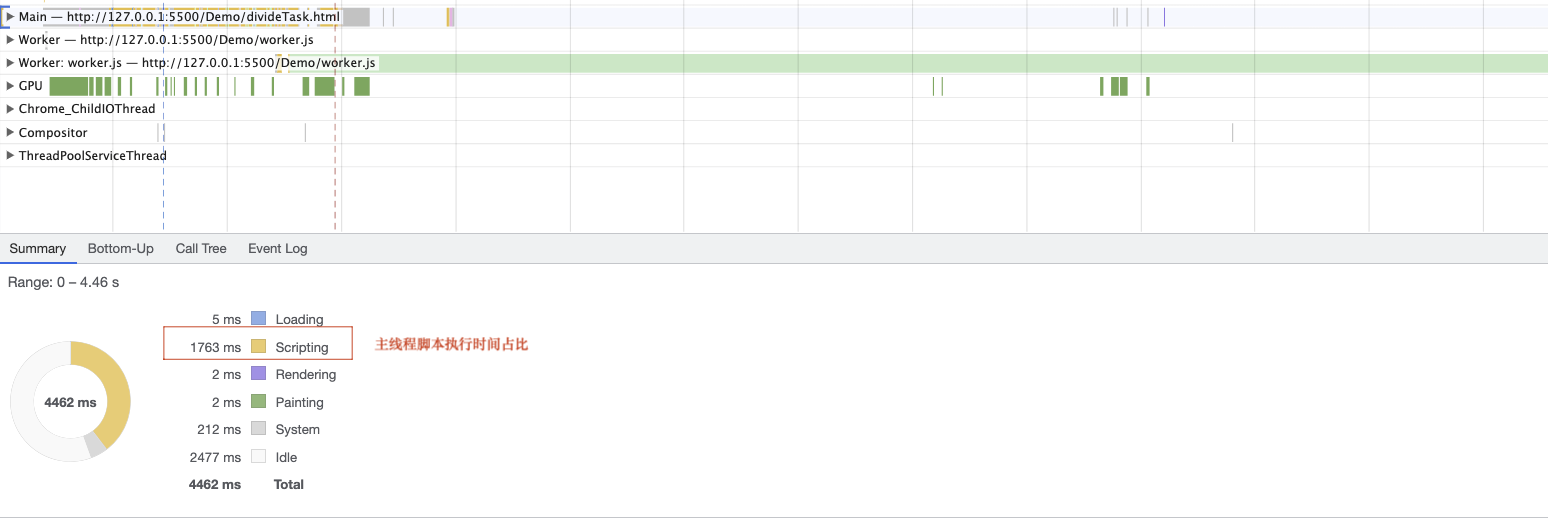 Main — http://127.0.0.1:5500/Demo/divideTask.html
Worker — http://127.0.0.1:5500/Demo/worker.js
Worker: worker.js — http://127.0.0.1:5500/Demo/worker.js
GPU
Chrome_ChildIOThread
Compositor
ThreadPoolServiceThread
Summary Bottom-Up Call Tree Event Log
Range: 0 – 4.46 s
5 ms Loading
1763 ms Scripting 主线程脚本执行时间占比
2 ms Rendering
4462 ms 2 ms Painting
212 ms System
2477 ms Idle
4462 ms Total